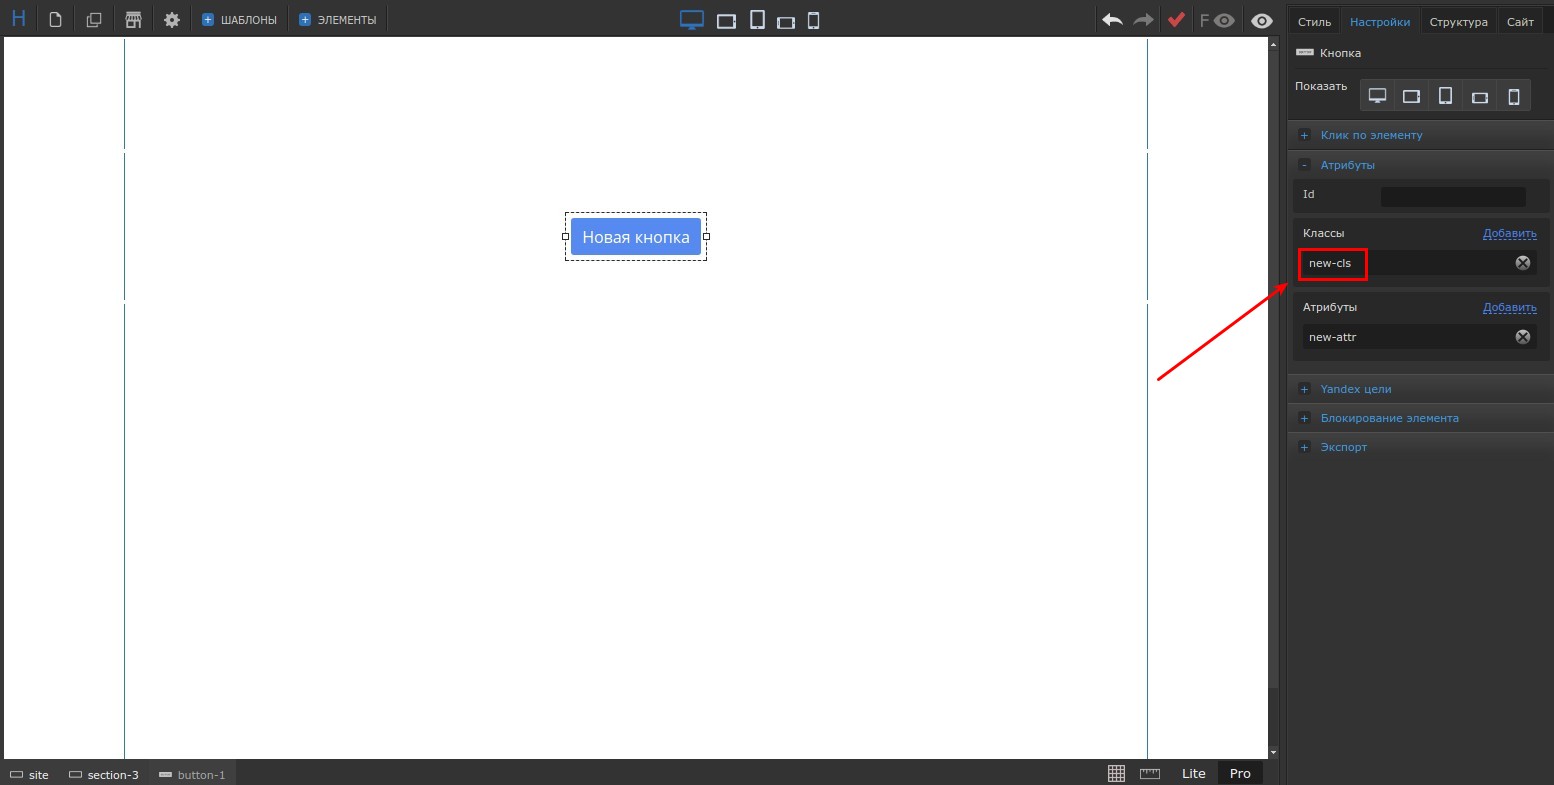 H
ШАБЛОНЫ
ЭЛЕМЕНТЫ
F
Стиль
Настройки
Структура
Сайт
Кнопка
Показать
Клик по элементу
Атрибуты
Id
Классы
Добавить
new-cls
Атрибуты
Добавить
new-attr
Yandex цели
Блокирование элемента
Экспорт
Новая кнопка
site
section-3
button-1
Lite
Pro